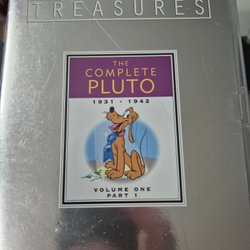 TREASURES
THE
COMPLETE
PLUTO
1931 - 1942
VOLUME ONE
PART 1